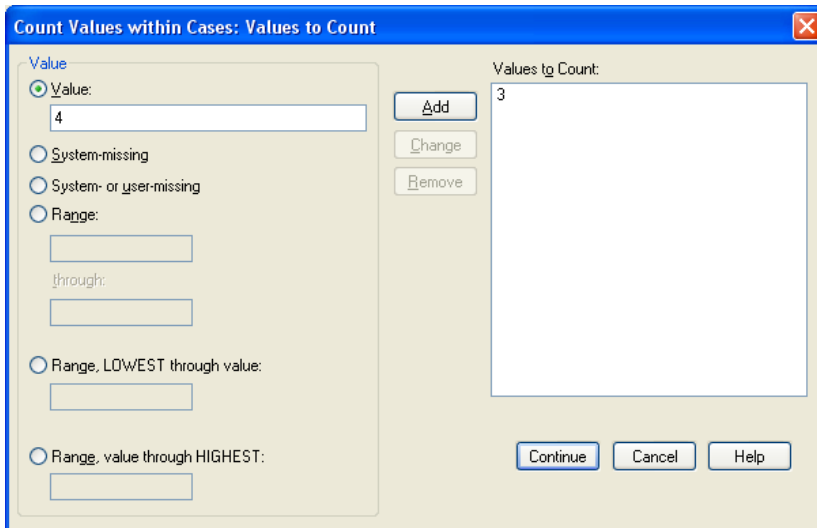 Count Values within Cases: Values to Count
Value
Value:
4
System-missing
System- or user-missing
Range:
through:
Range, LOWEST through value:
Range, value through HIGHEST:
Add
Change
Remove
Values to Count:
3
Continue
Cancel
Help